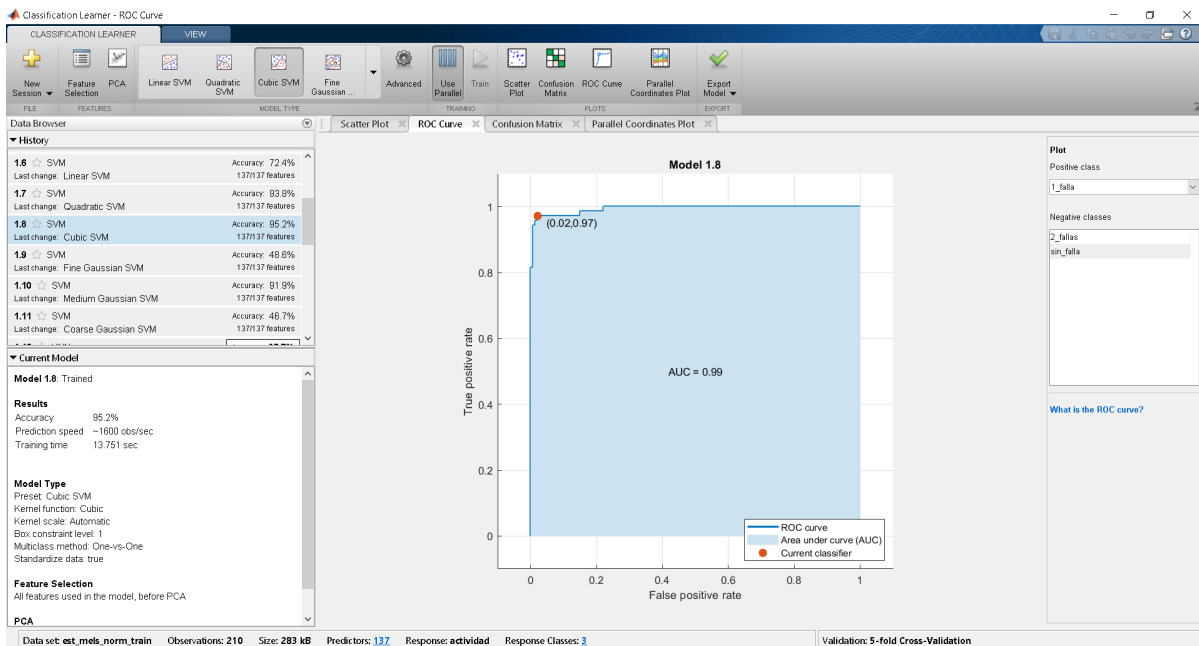 Classification Learner - ROC Curve
CLASSIFICATION LEARNER
VIEW
New Session
Feature Selection
PCA
Linear SVM
Quadratic SVM
Cubic SVM
Fine Gaussian ...
Advanced
Use Parallel
Train
Scatter Plot
Confusion Matrix
ROC Curve
Parallel Coordinates Plot
Export Model
FILE
FEATURES
MODEL TYPE
TRAINING
PLOTS
EXPORT
Data Browser
History
1.6 SVM Accuracy: 72.4%
Last change: Linear SVM 137/137 features
1.7 SVM Accuracy: 93.8%
Last change: Quadratic SVM 137/137 features
1.8 SVM Accuracy: 95.2%
Last change: Cubic SVM 137/137 features
1.9 SVM Accuracy: 48.6%
Last change: Fine Gaussian SVM 137/137 features
1.10 SVM Accuracy: 91.9%
Last change: Medium Gaussian SVM 137/137 features
1.11 SVM Accuracy: 46.7%
Last change: Coarse Gaussian SVM 137/137 features
Current Model
Model 1.8: Trained
Results
Accuracy 95.2%
Prediction speed ~1600 obs/sec
Training time 13.751 sec
Model Type
Preset: Cubic SVM
Kernel function: Cubic
Kernel scale: Automatic
Box constraint level: 1
Multiclass method: One-vs-One
Standardize data: true
Feature Selection
All features used in the model, before PCA
PCA
Scatter Plot
ROC Curve
Confusion Matrix
Parallel Coordinates Plot
Model 1.8
True positive rate
1
0.8
0.6
0.4
0.2
0
(0.02,0.97)
AUC = 0.99
ROC curve
Area under curve (AUC)
Current classifier
0 0.2 0.4 0.6 0.8 1
False positive rate
Plot
Positive class
1_falla
Negative classes
2_fallas
sin_falla
What is the ROC curve?
Data set: est_mels_norm_train Observations: 210 Size: 283 kB Predictors: 137 Response: actividad Response Classes: 3
Validation: 5-fold Cross-Validation